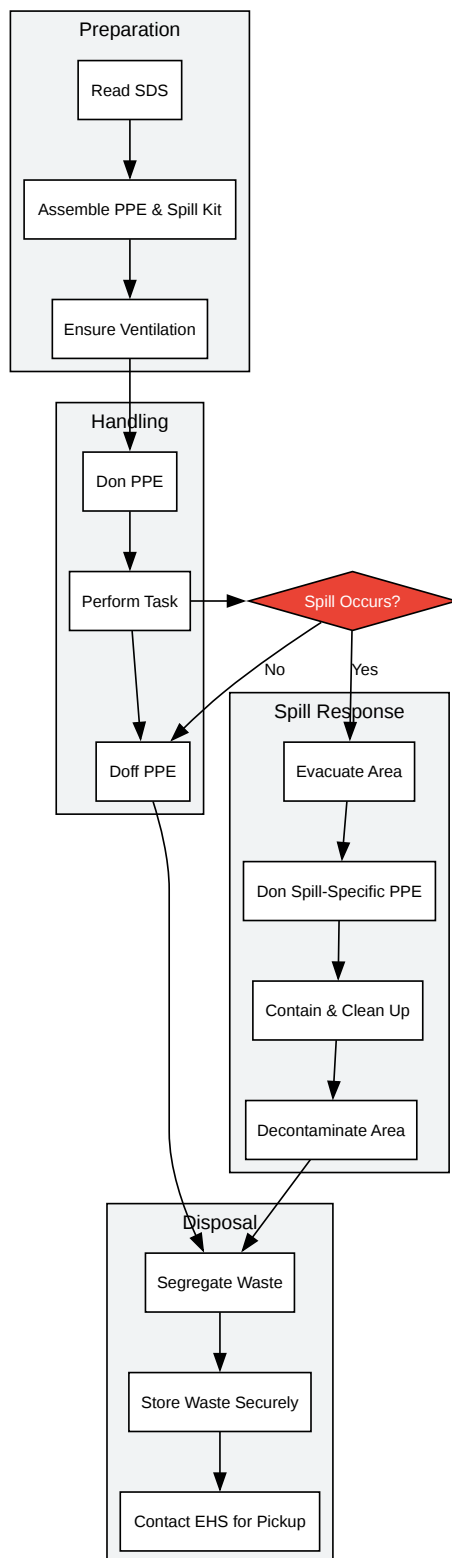 Preparation
Read SDS
Assemble PPE & Spill Kit
Ensure Ventilation
Handling
Don PPE
Perform Task
Spill Occurs?
No
Yes
Doff PPE
Spill Response
Evacuate Area
Don Spill-Specific PPE
Contain & Clean Up
Decontaminate Area
Disposal
Segregate Waste
Store Waste Securely
Contact EHS for Pickup